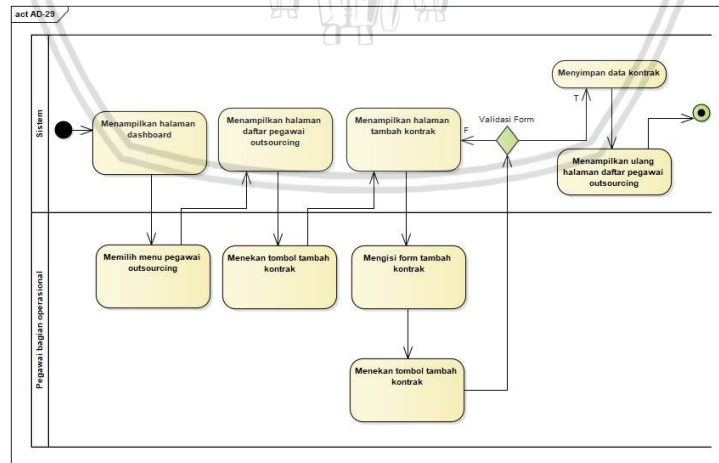 act AD-29
Sistem
Menampilkan halaman
dashboard
Menampilkan halaman
daftar pegawai
outsourcing
Menampilkan halaman
tambah kontrak
F
Validasi Form
T
Menyimpan data kontrak
Menampilkan ulang
halaman daftar pegawai
outsourcing
Pegawai bagian operasional
Memilih menu pegawai
outsourcing
Menekan tombol tambah
kontrak
Mengisi form tambah
kontrak
Menekan tombol tambah
kontrak